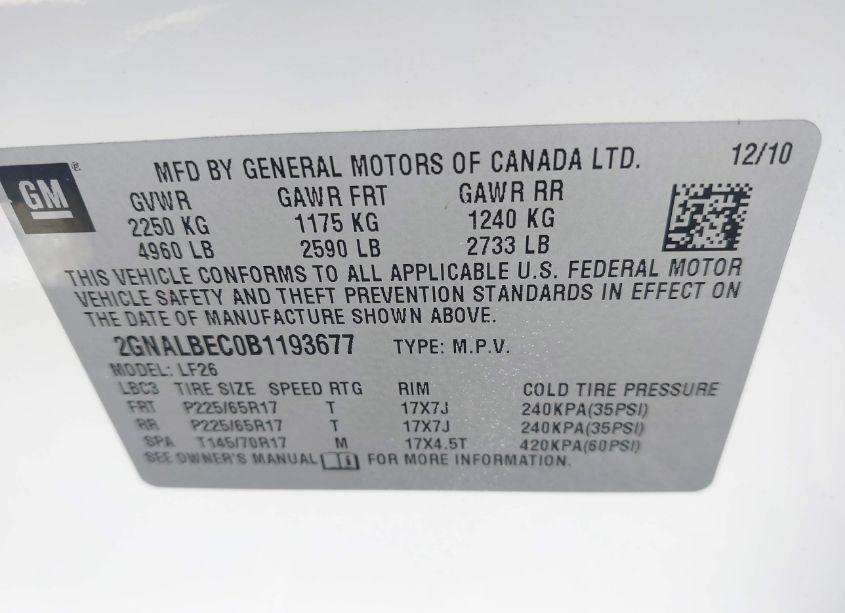 GM®
MFD BY GENERAL MOTORS OF CANADA LTD. 12/10
GVWR GAWR FRT GAWR RR
2250 KG 1175 KG 1240 KG
4960 LB 2590 LB 2733 LB
THIS VEHICLE CONFORMS TO ALL APPLICABLE U.S. FEDERAL MOTOR
VEHICLE SAFETY AND THEFT PREVENTION STANDARDS IN EFFECT ON
THE DATE OF MANUFACTURE SHOWN ABOVE.
2GNALBEC0B1193677 TYPE: M.P.V.
MODEL: LF26
LBC3 TIRE SIZE SPEED RTG RIM COLD TIRE PRESSURE
FRT P225/65R17 T 17X7J 240KPA(35PSI)
RR P225/65R17 T 17X7J 240KPA(35PSI)
SPA T145/70R17 M 17X4.5T 420KPA(60PSI)
SEE OWNER'S MANUAL i FOR MORE INFORMATION.